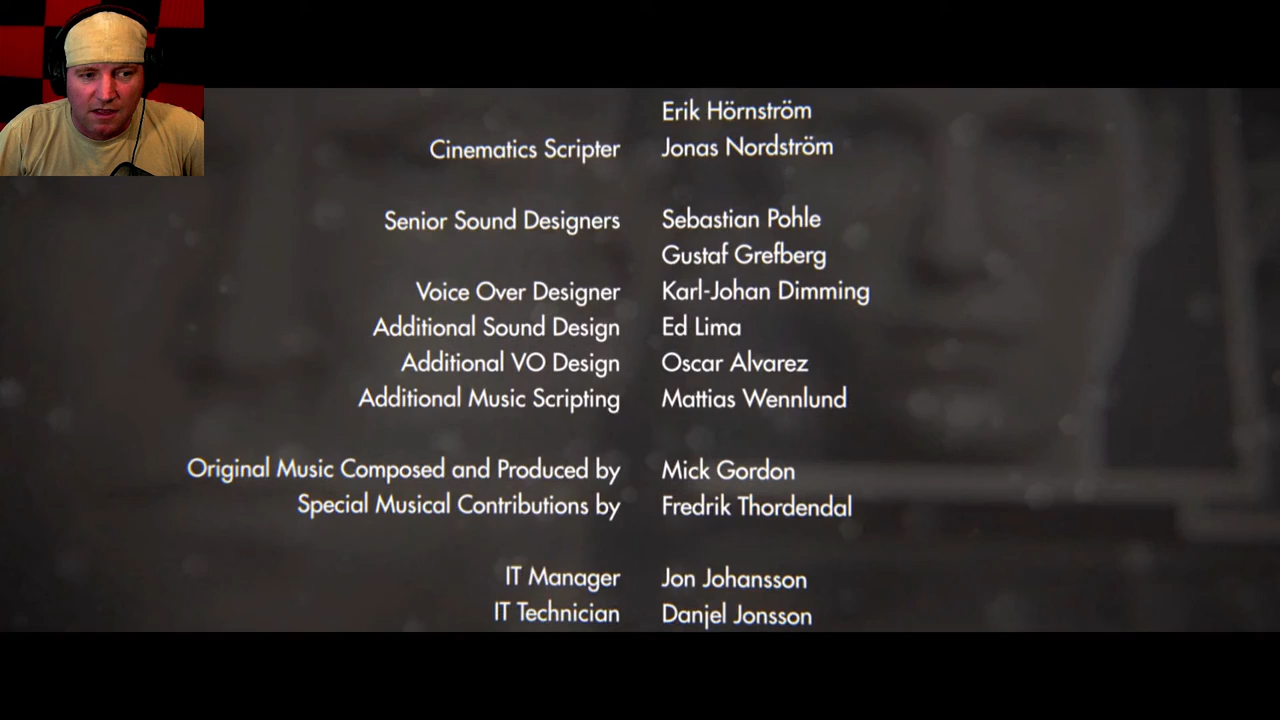 Erik Hörnström
Cinematics Scripter Jonas Nordström
Senior Sound Designers Sebastian Pohle
Gustaf Grefberg
Voice Over Designer Karl-Johan Dimming
Additional Sound Design Ed Lima
Additional VO Design Oscar Alvarez
Additional Music Scripting Mattias Wennlund
Original Music Composed and Produced by Mick Gordon
Special Musical Contributions by Fredrik Thordendal
IT Manager Jon Johansson
IT Technician Danjel Jonsson